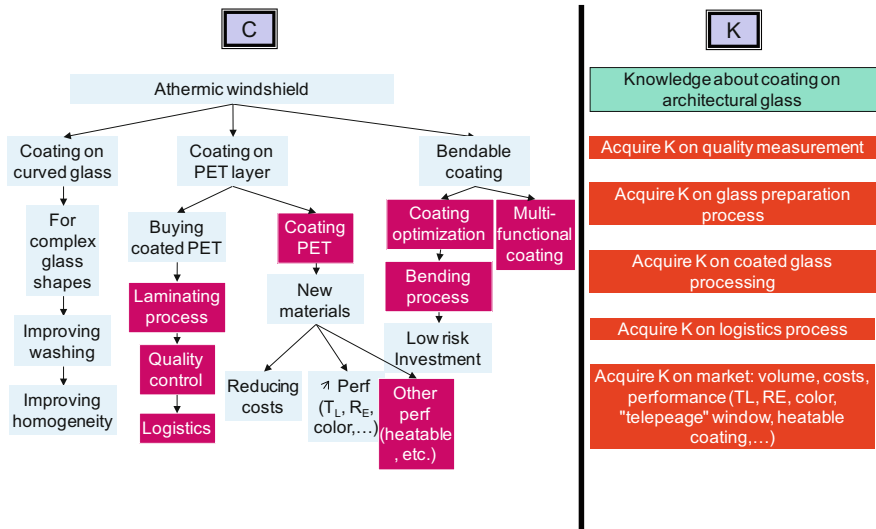 C
K
Athermic windshield
Knowledge about coating on
architectural glass
Coating on
curved glass
Coating on
PET layer
Bendable
coating
Acquire K on quality measurement
For
complex
glass
shapes
Buying
coated PET
Coating
PET
Coating
optimization
Multi-
functional
coating
Acquire K on glass preparation
process
Laminating
process
New
materials
Bending
process
Acquire K on coated glass
processing
Improving
washing
Quality
control
Low risk
Investment
Acquire K on logistics process
Improving
homogeneity
Logistics
Reducing
costs
↗ Perf
(TL, RE,
color,…)
Other
perf
(heatable
, etc.)
Acquire K on market: volume, costs,
performance (TL, RE, color,
"telepeage" window, heatable
coating,…)